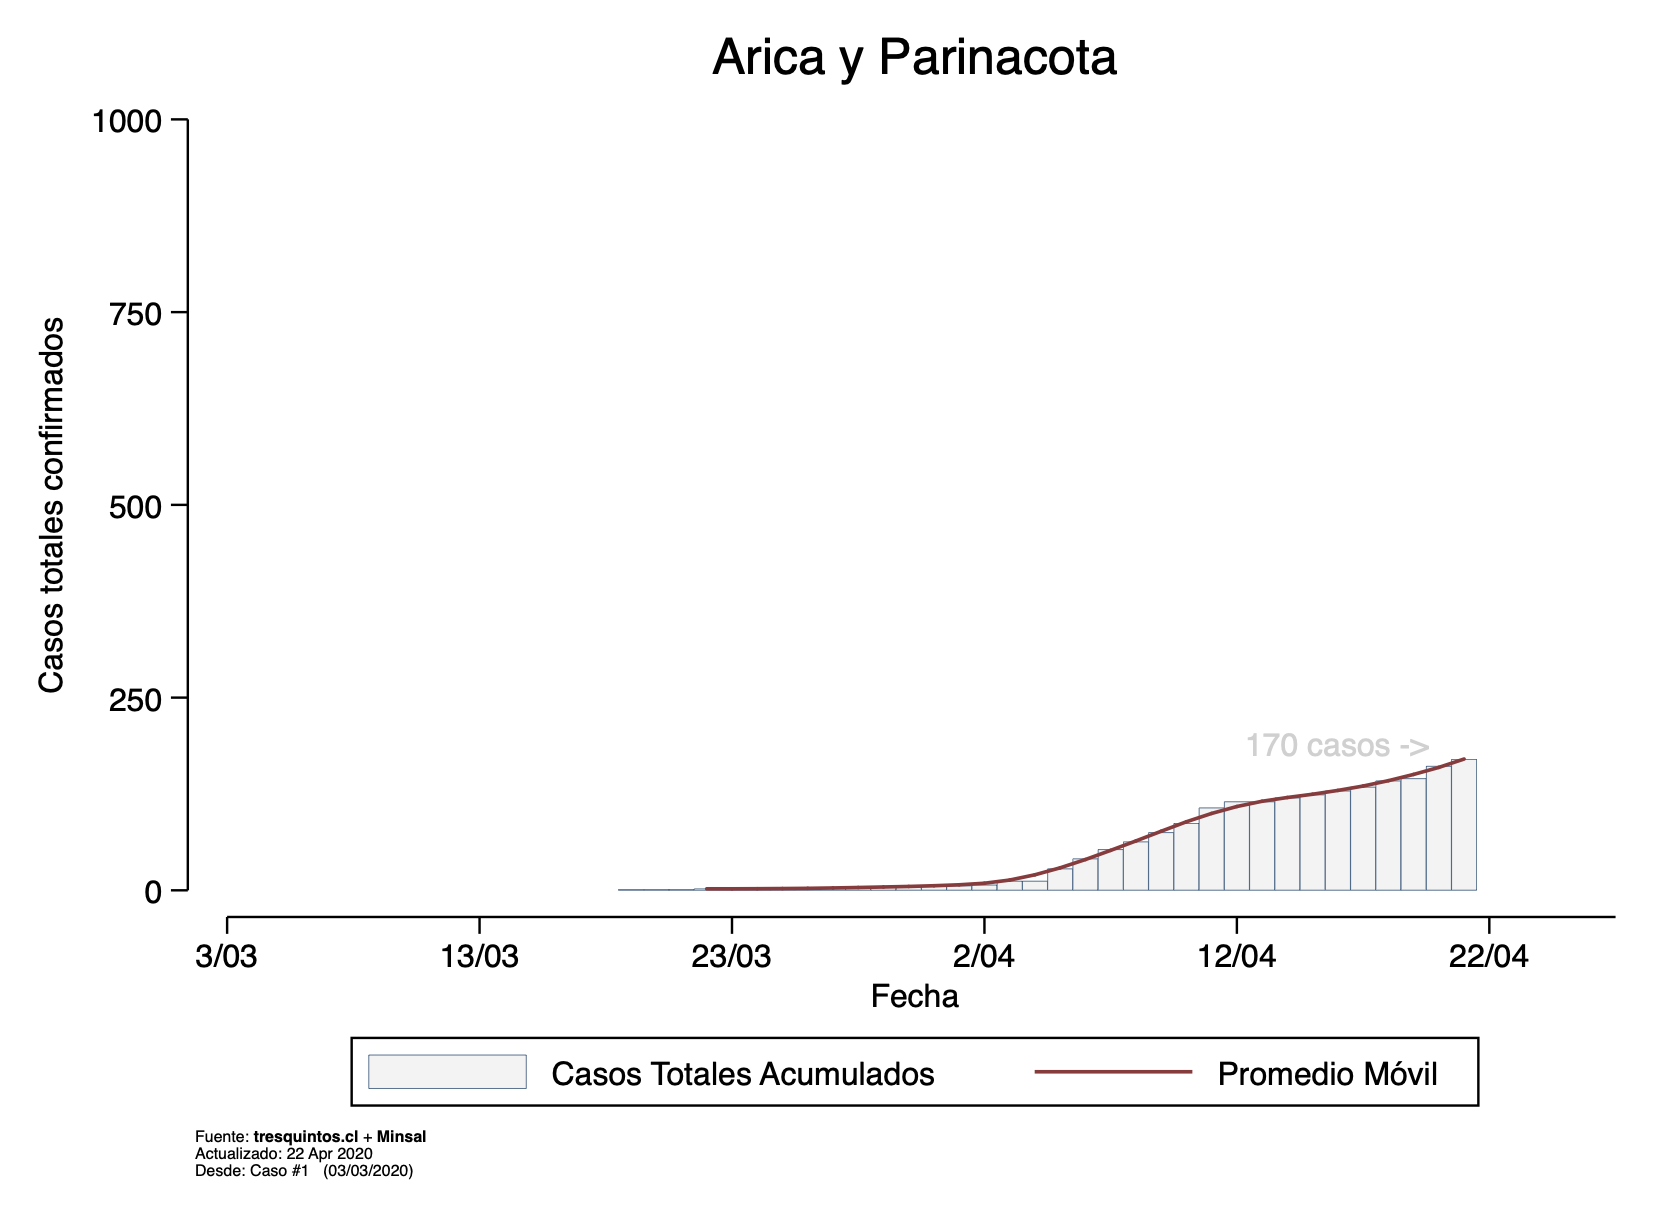 Arica y Parinacota
1000
750
500
250
0
Casos totales confirmados
170 casos ->
3/03 13/03 23/03 2/04 12/04 22/04
Fecha
Casos Totales Acumulados Promedio Móvil
Fuente: tresquintos.cl + Minsal
Actualizado: 22 Apr 2020
Desde: Caso #1 (03/03/2020)